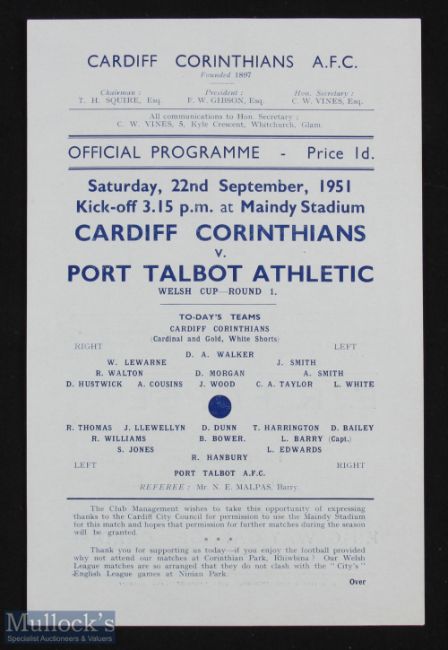 CARDIFF CORINTHIANS A.F.C.
Founded 1897
Chairman : President : Hon. Secretary :
T. H. SQUIRE, Esq. F. W. GIBSON, Esq. C. W. VINES, Esq.
All communications to Hon. Secretary :
C. W. VINES, 5, Kyle Crescent, Whitchurch, Glam.
OFFICIAL PROGRAMME - Price 1d.
Saturday, 22nd September, 1951
Kick-off 3.15 p.m. at Maindy Stadium
CARDIFF CORINTHIANS
v.
PORT TALBOT ATHLETIC
WELSH CUP—ROUND 1.
TO-DAY'S TEAMS
CARDIFF CORINTHIANS
(Cardinal and Gold, White Shorts)
RIGHT LEFT
D. A. WALKER
W. LEWARNE J. SMITH
R. WALTON D. MORGAN A. SMITH
D. HUSTWICK A. COUSINS J. WOOD C. A. TAYLOR L. WHITE
R. THOMAS J. LLEWELLYN D. DUNN T. HARRINGTON D. BAILEY
R. WILLIAMS B. BOWER. L. BARRY (Capt.)
S. JONES L. EDWARDS
R. HANBURY
LEFT RIGHT
PORT TALBOT A.F.C.
REFEREE : Mr. N. E. MALPAS, Barry.
The Club Management wishes to take this opportunity of expressing
thanks to the Cardiff City Council for permission to use the Maindy Stadium
for this match and hopes that permission for further matches during the season
will be granted.
* * *
Thank you for supporting us today—if you enjoy the football provided
why not attend our matches at Corinthian Park, Rhiwbina? Our Welsh
League matches are so arranged that they do not clash with the "City's"
English League games at Ninian Park.
Over
Mullock's
Specialist Auctioneers & Valuers